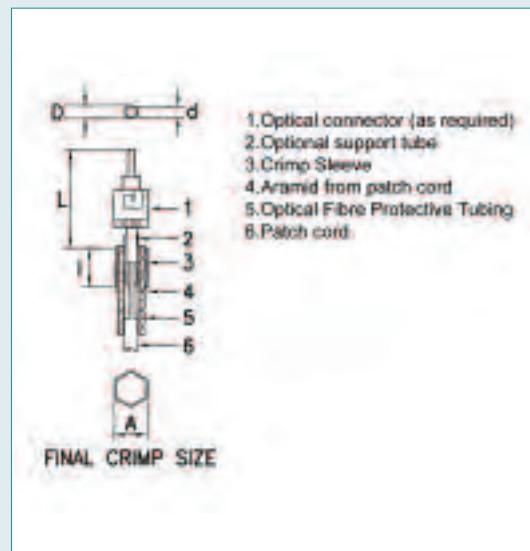 D d
1.Optical connector (as required)
2.Optional support tube
3.Crimp Sleeve
4.Aramid from patch cord
5.Optical Fibre Protective Tubing
6.Patch cord
L
1
2
3
4
5
6
A
FINAL CRIMP SIZE